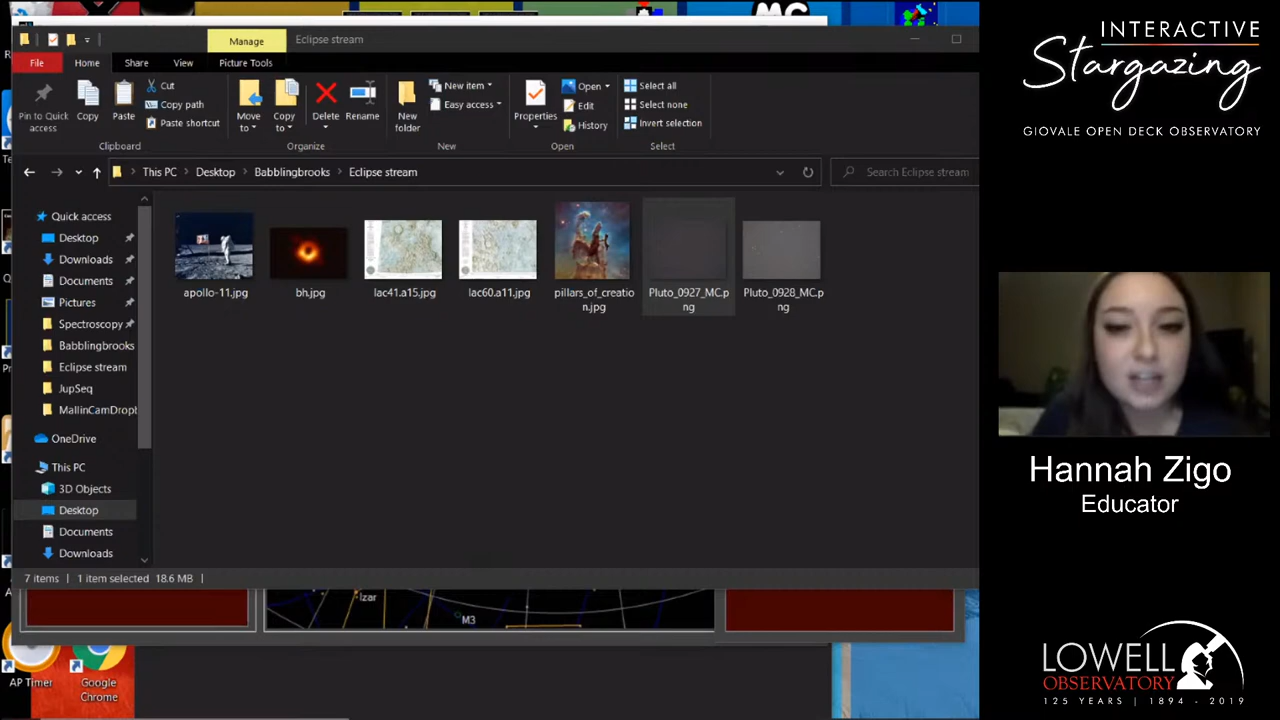 Manage
Eclipse stream
File
Home
Share
View
Picture Tools
Pin to Quick
access
Copy
Paste
Cut
Copy path
Paste shortcut
Clipboard
Move
to
Copy
to
Delete
Rename
Organize
New
folder
New item
Easy access
New
Properties
Open
Edit
History
Open
Select all
Select none
Invert selection
Select
This PC > Desktop > Babblingbrooks > Eclipse stream
Search Eclipse stream
Quick access
Desktop
Downloads
Documents
Pictures
Spectroscopy
Babblingbrooks
Eclipse stream
JupSeq
MallinCamDropb
OneDrive
This PC
3D Objects
Desktop
Documents
Downloads
apollo-11.jpg
bh.jpg
lac41.a15.jpg
lac60.a11.jpg
pillars_of_creatio
n.jpg
Pluto_0927_MC.p
ng
Pluto_0928_MC.p
ng
7 items
1 item selected 18.6 MB
Izar
M3
AP Timer
Google
Chrome
MC
INTERACTIVE
Stargazing
GIOVALE OPEN DECK OBSERVATORY
Hannah Zigo
Educator
LOWELL
OBSERVATORY
125 YEARS | 1894 - 2019